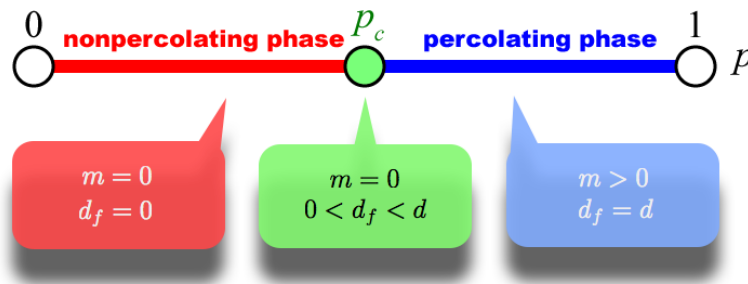 0 nonpercolating phase p_c percolating phase 1 p
m = 0
d_f = 0
m = 0
0 < d_f < d
m > 0
d_f = d